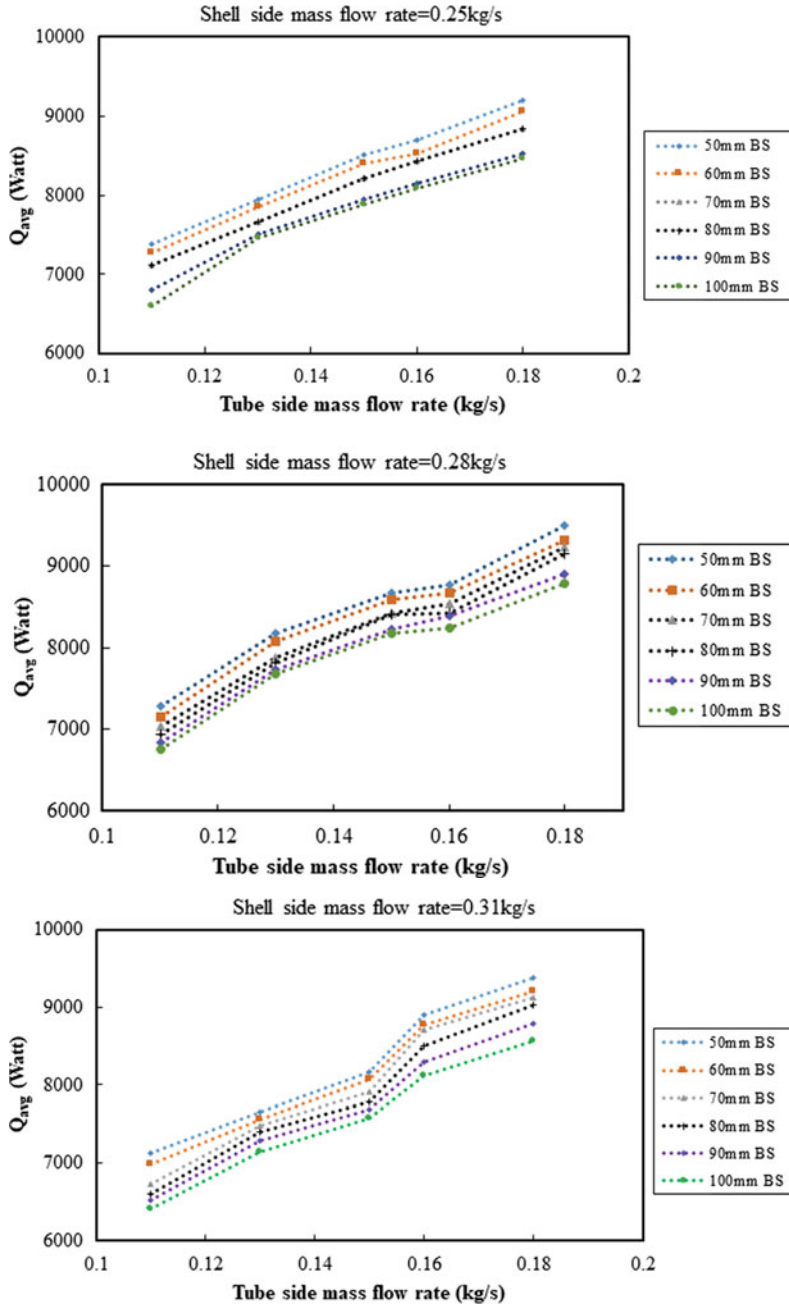 Shell side mass flow rate=0.25kg/s
10000
9000
8000
7000
6000
Qavg (Watt)
0.1 0.12 0.14 0.16 0.18 0.2
Tube side mass flow rate (kg/s)
50mm BS
60mm BS
70mm BS
80mm BS
90mm BS
100mm BS
Shell side mass flow rate=0.28kg/s
10000
9000
8000
7000
6000
Qavg (Watt)
0.1 0.12 0.14 0.16 0.18
Tube side mass flow rate (kg/s)
50mm BS
60mm BS
70mm BS
80mm BS
90mm BS
100mm BS
Shell side mass flow rate=0.31kg/s
10000
9000
8000
7000
6000
Qavg (Watt)
0.1 0.12 0.14 0.16 0.18 0.2
Tube side mass flow rate (kg/s)
50mm BS
60mm BS
70mm BS
80mm BS
90mm BS
100mm BS